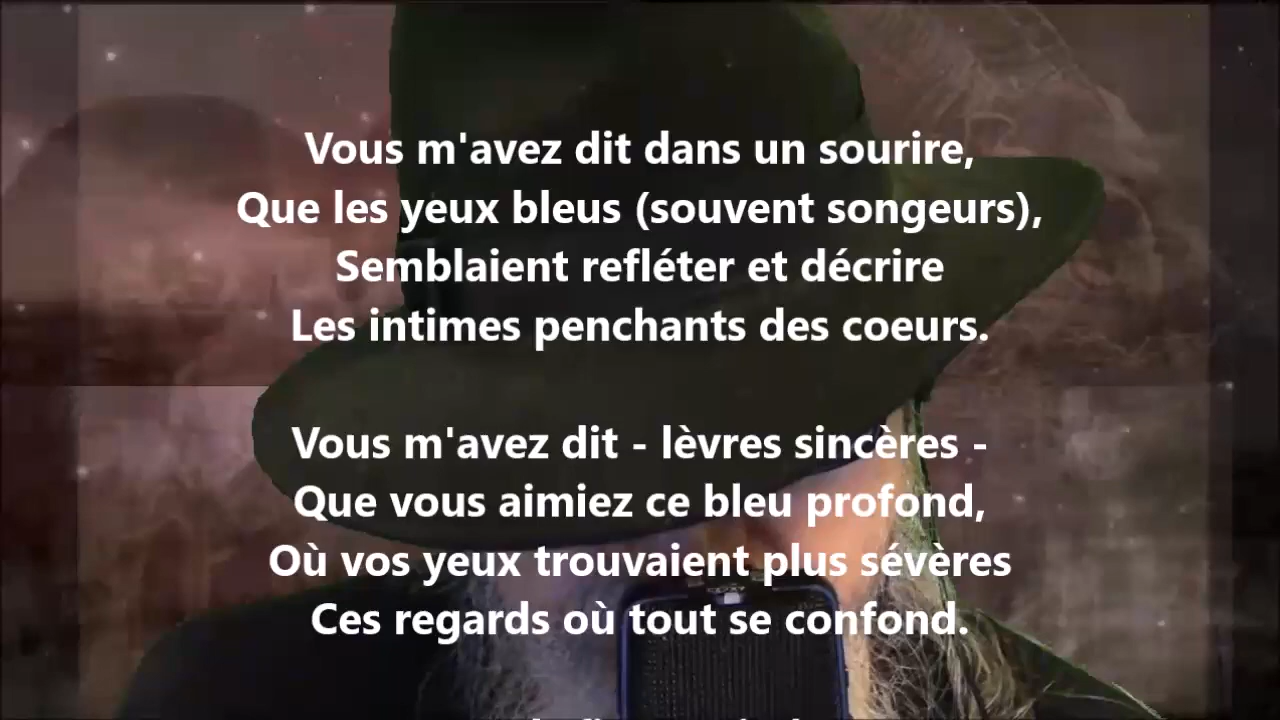 Vous m'avez dit dans un sourire,
Que les yeux bleus (souvent songeurs),
Semblaient refléter et décrire
Les intimes penchants des coeurs.
Vous m'avez dit - lèvres sincères -
Que vous aimiez ce bleu profond,
Où vos yeux trouvaient plus sévères
Ces regards où tout se confond.